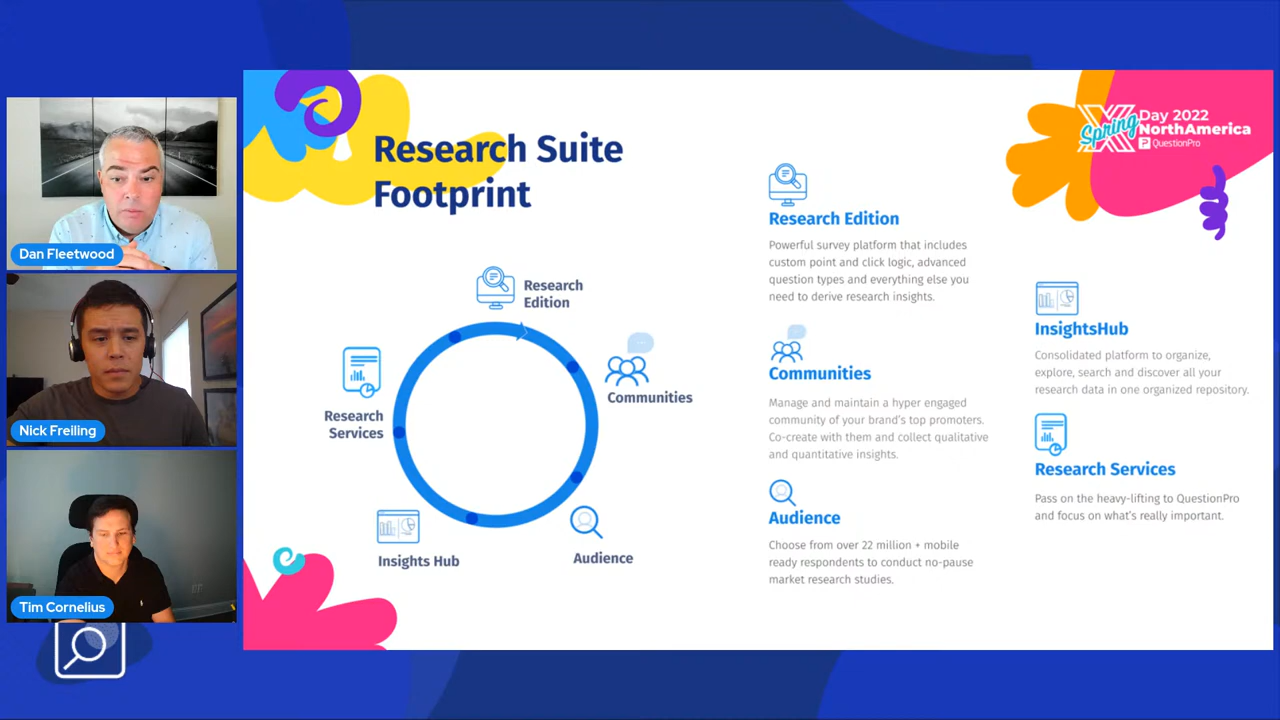 Dan Fleetwood
Nick Freiling
Tim Cornelius
Research Suite
Footprint
Research
Edition
Communities
Audience
Insights Hub
Research
Services
Research Edition
Powerful survey platform that includes
custom point and click logic, advanced
question types and everything else you
need to derive research insights.
Communities
Manage and maintain a hyper engaged
community of your brand's top promoters.
Co-create with them and collect qualitative
and quantitative insights.
Audience
Choose from over 22 million + mobile
ready respondents to conduct no-pause
market research studies.
X Day 2022
Spring NorthAmerica
QuestionPro
InsightsHub
Consolidated platform to organize,
explore, search and discover all your
research data in one organized repository.
Research Services
Pass on the heavy-lifting to QuestionPro
and focus on what's really important.